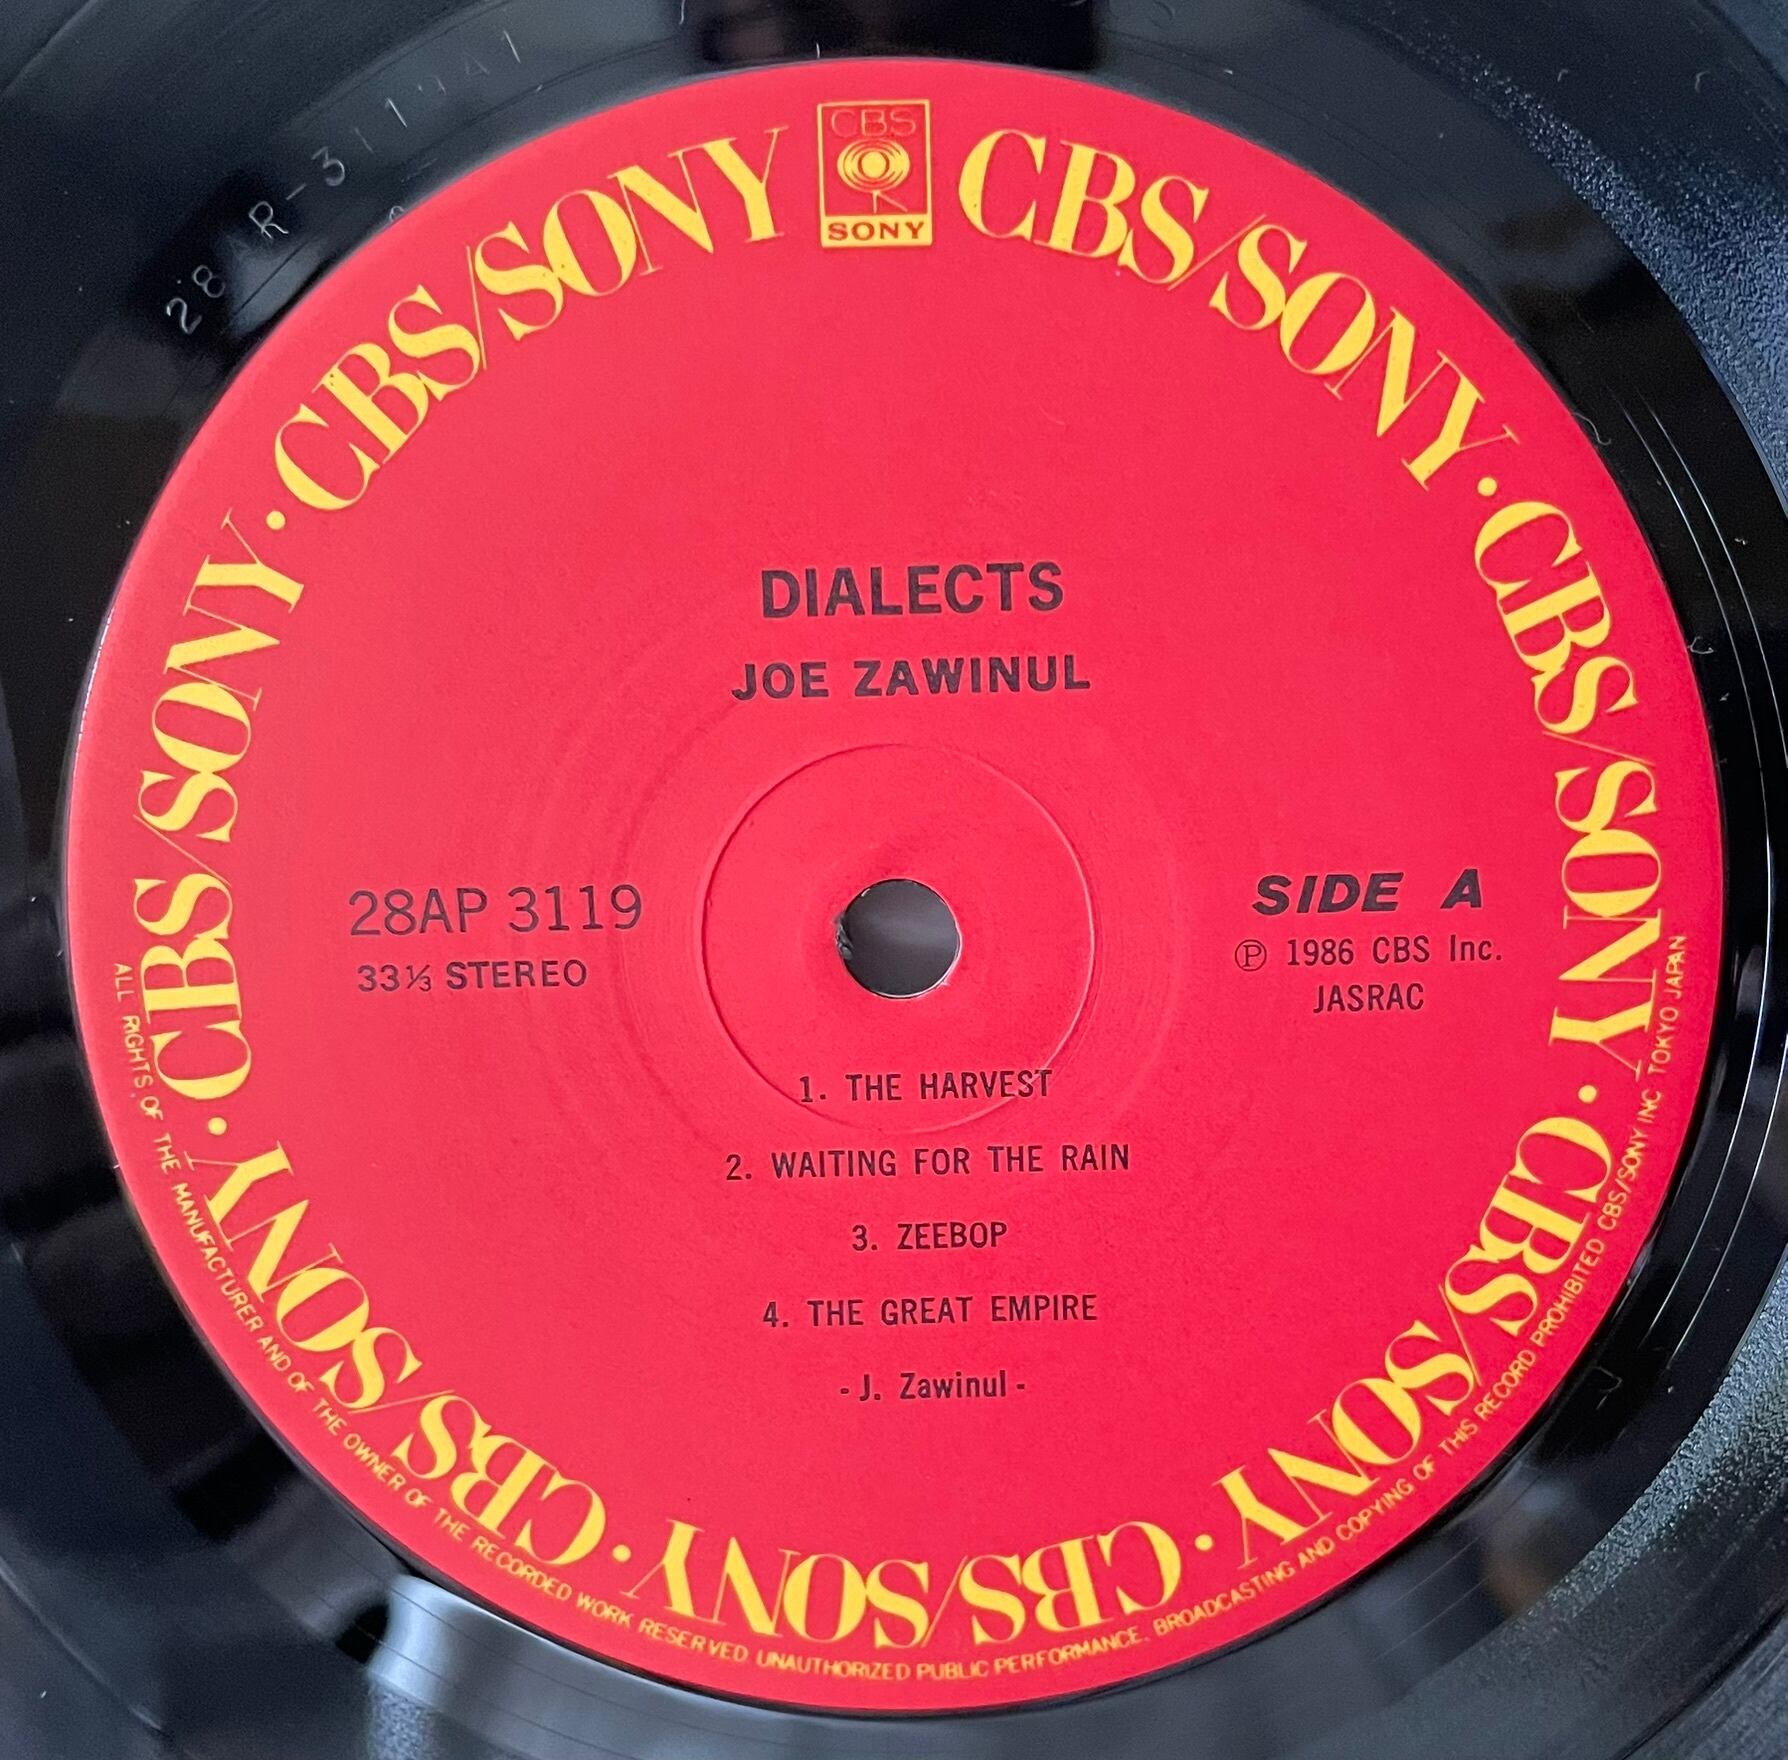 CBS
SONY
CBS/SONY · CBS/SONY · CBS/SONY · CBS/SONY · CBS/SONY · CBS/SONY · CBS/SONY
DIALECTS
JOE ZAWINUL
28AP 3119
33⅓ STEREO
SIDE A
Ⓟ 1986 CBS Inc.
JASRAC
1. THE HARVEST
2. WAITING FOR THE RAIN
3. ZEEBOP
4. THE GREAT EMPIRE
- J. Zawinul -
ALL RIGHTS OF THE MANUFACTURER AND OF THE OWNER OF THE RECORDED WORK RESERVED UNAUTHORIZED PUBLIC PERFORMANCE. BROADCASTING AND COPYING OF THIS RECORD PROHIBITED CBS/SONY INC TOKYO JAPAN